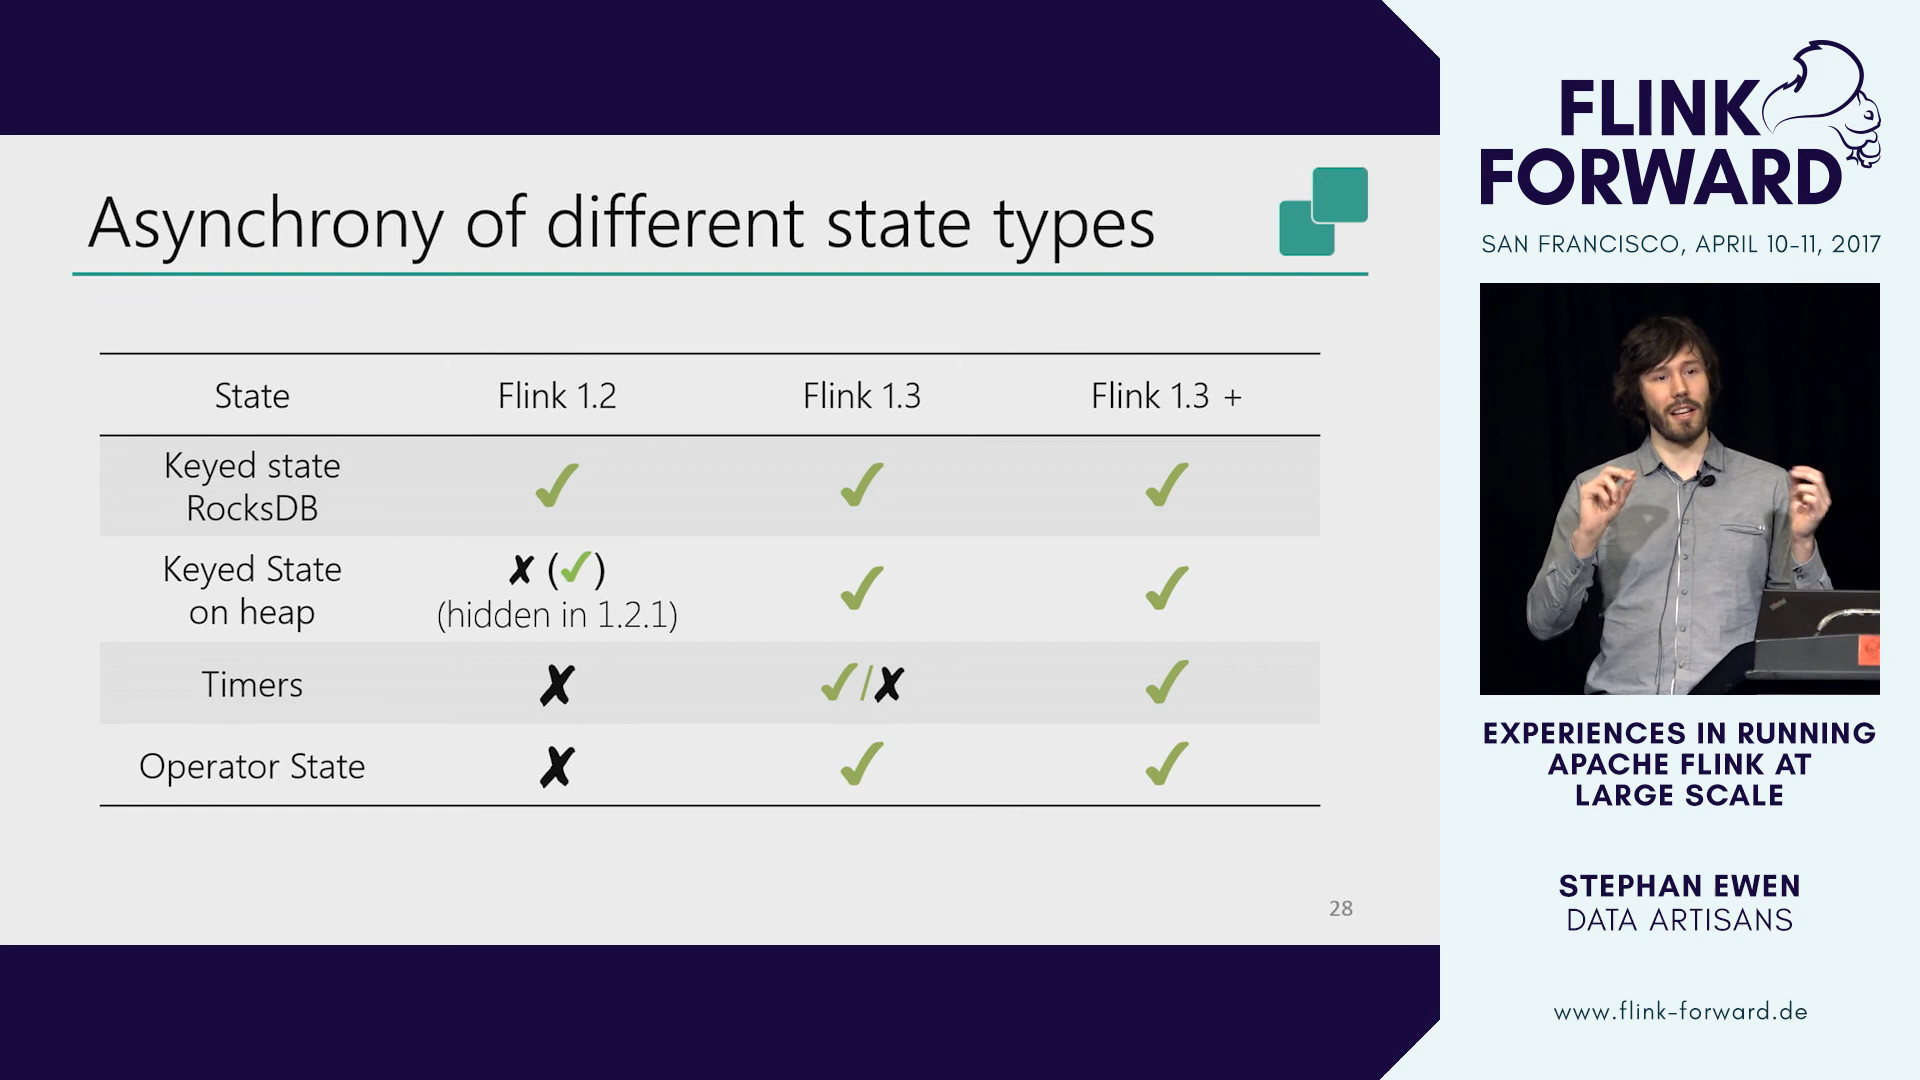 Asynchrony of different state types
State Flink 1.2 Flink 1.3 Flink 1.3 +
Keyed state
RocksDB ✓ ✓ ✓
Keyed State ✗ (✓) ✓ ✓
on heap (hidden in 1.2.1)
Timers ✗ ✓/✗ ✓
Operator State ✗ ✓ ✓
28
FLINK
FORWARD
SAN FRANCISCO, APRIL 10-11, 2017
EXPERIENCES IN RUNNING
APACHE FLINK AT
LARGE SCALE
STEPHAN EWEN
DATA ARTISANS
www.flink-forward.de